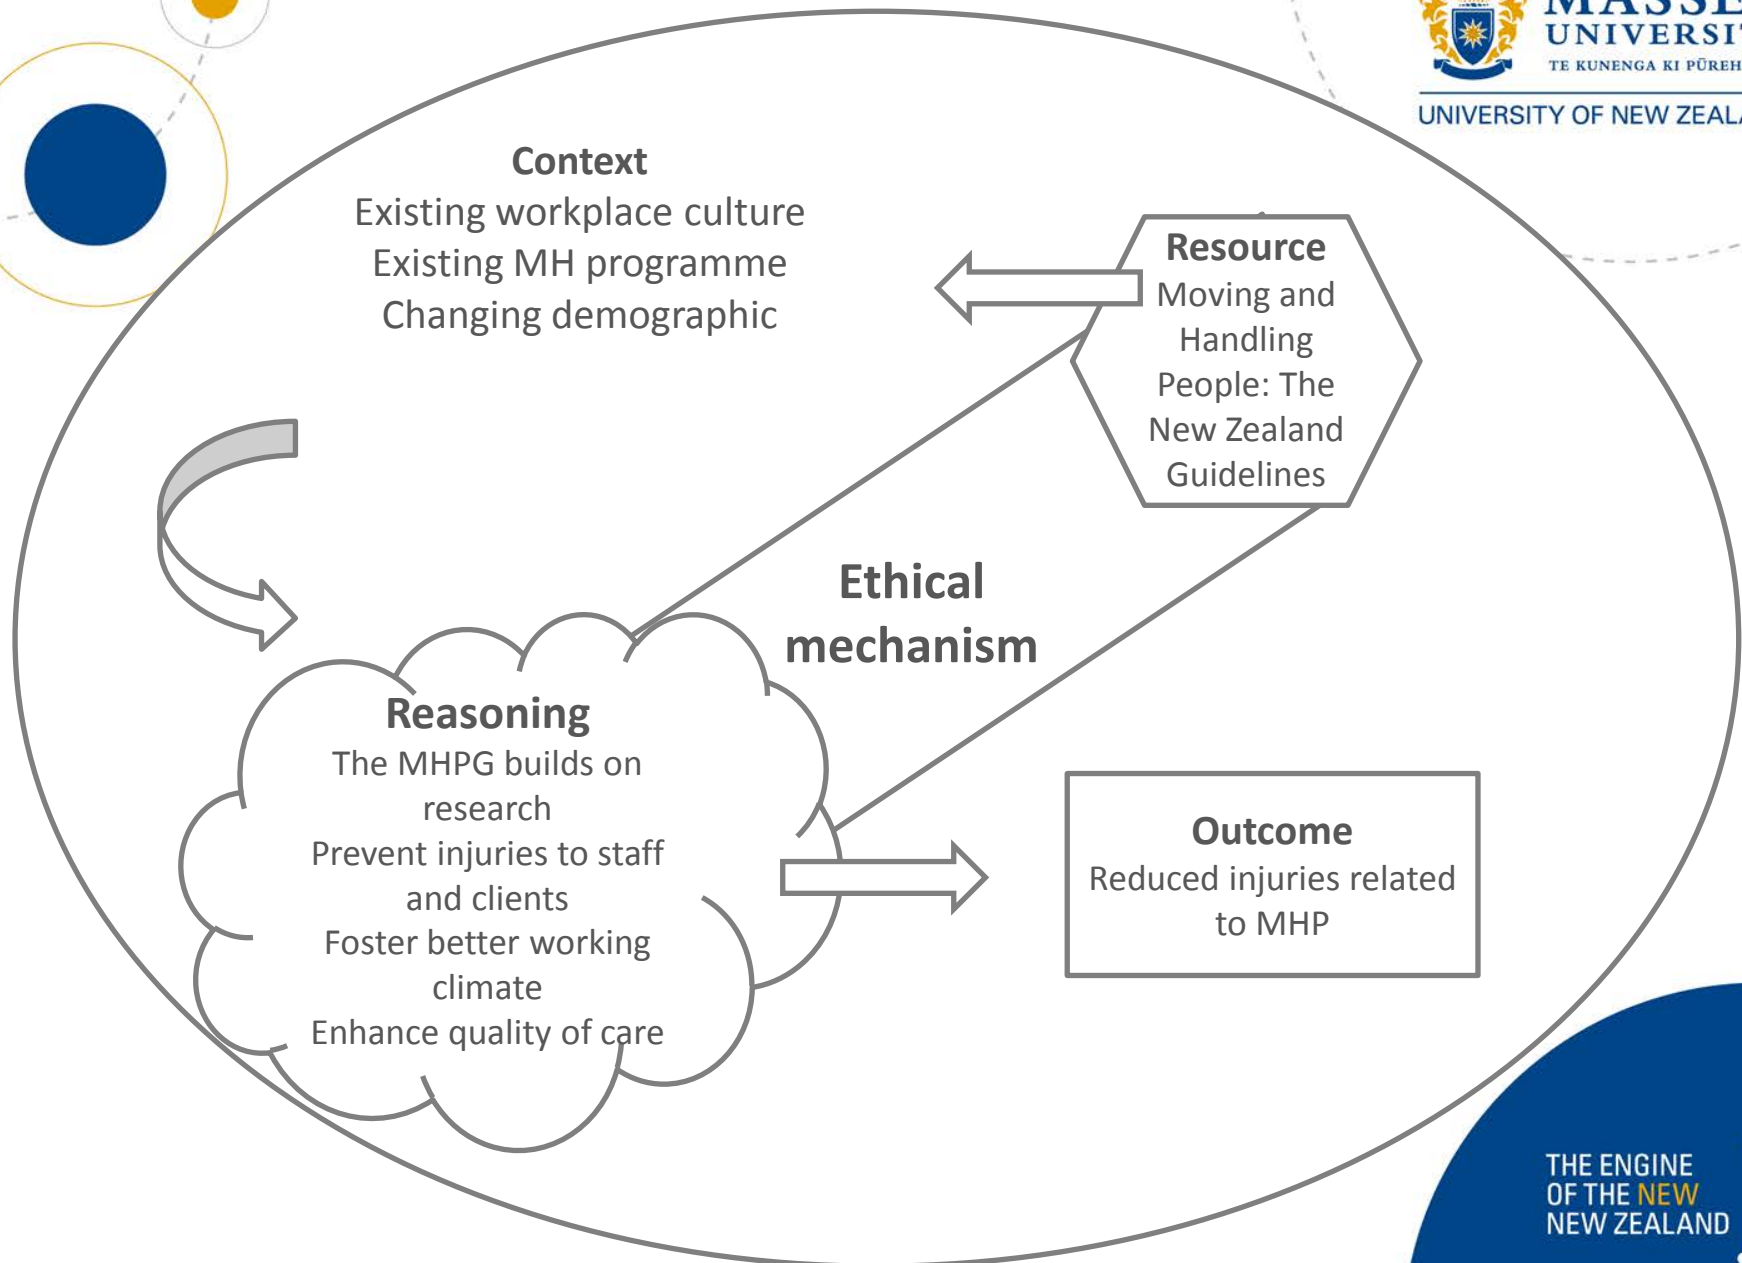 UNIVERSIT
TE KUNENGA KI PŪREH
UNIVERSITY OF NEW ZEAL
Context
Existing workplace culture
Existing MH programme
Changing demographic
Resource
Moving and
Handling
People: The
New Zealand
Guidelines
Ethical
mechanism
Reasoning
The MHPG builds on
research
Prevent injuries to staff
and clients
Foster better working
climate
Enhance quality of care
Outcome
Reduced injuries related
to MHP
THE ENGINE
OF THE NEW
NEW ZEALAND